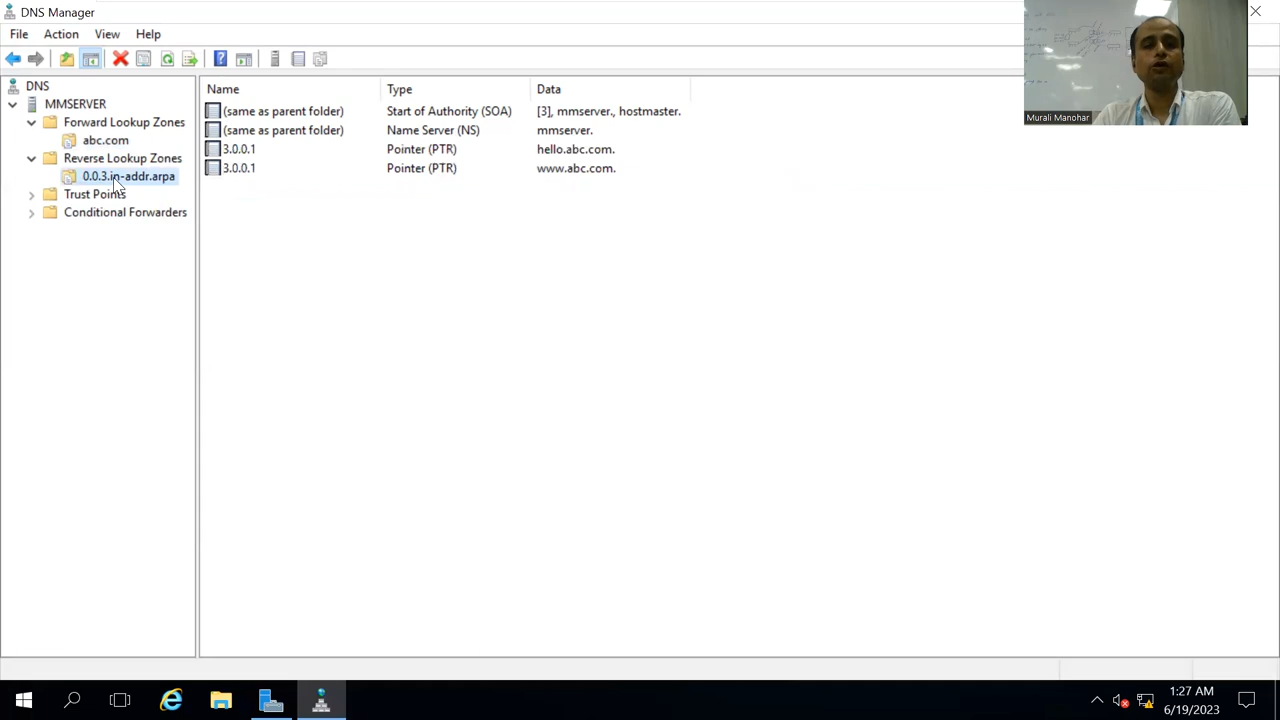 DNS Manager
File Action View Help
DNS
MMSERVER
Forward Lookup Zones
abc.com
Reverse Lookup Zones
0.0.3.in-addr.arpa
Trust Points
Conditional Forwarders
Name Type Data
(same as parent folder) Start of Authority (SOA) [3], mmserver., hostmaster.
(same as parent folder) Name Server (NS) mmserver.
3.0.0.1 Pointer (PTR) hello.abc.com.
3.0.0.1 Pointer (PTR) www.abc.com.
Murali Manohar
1:27 AM
6/19/2023